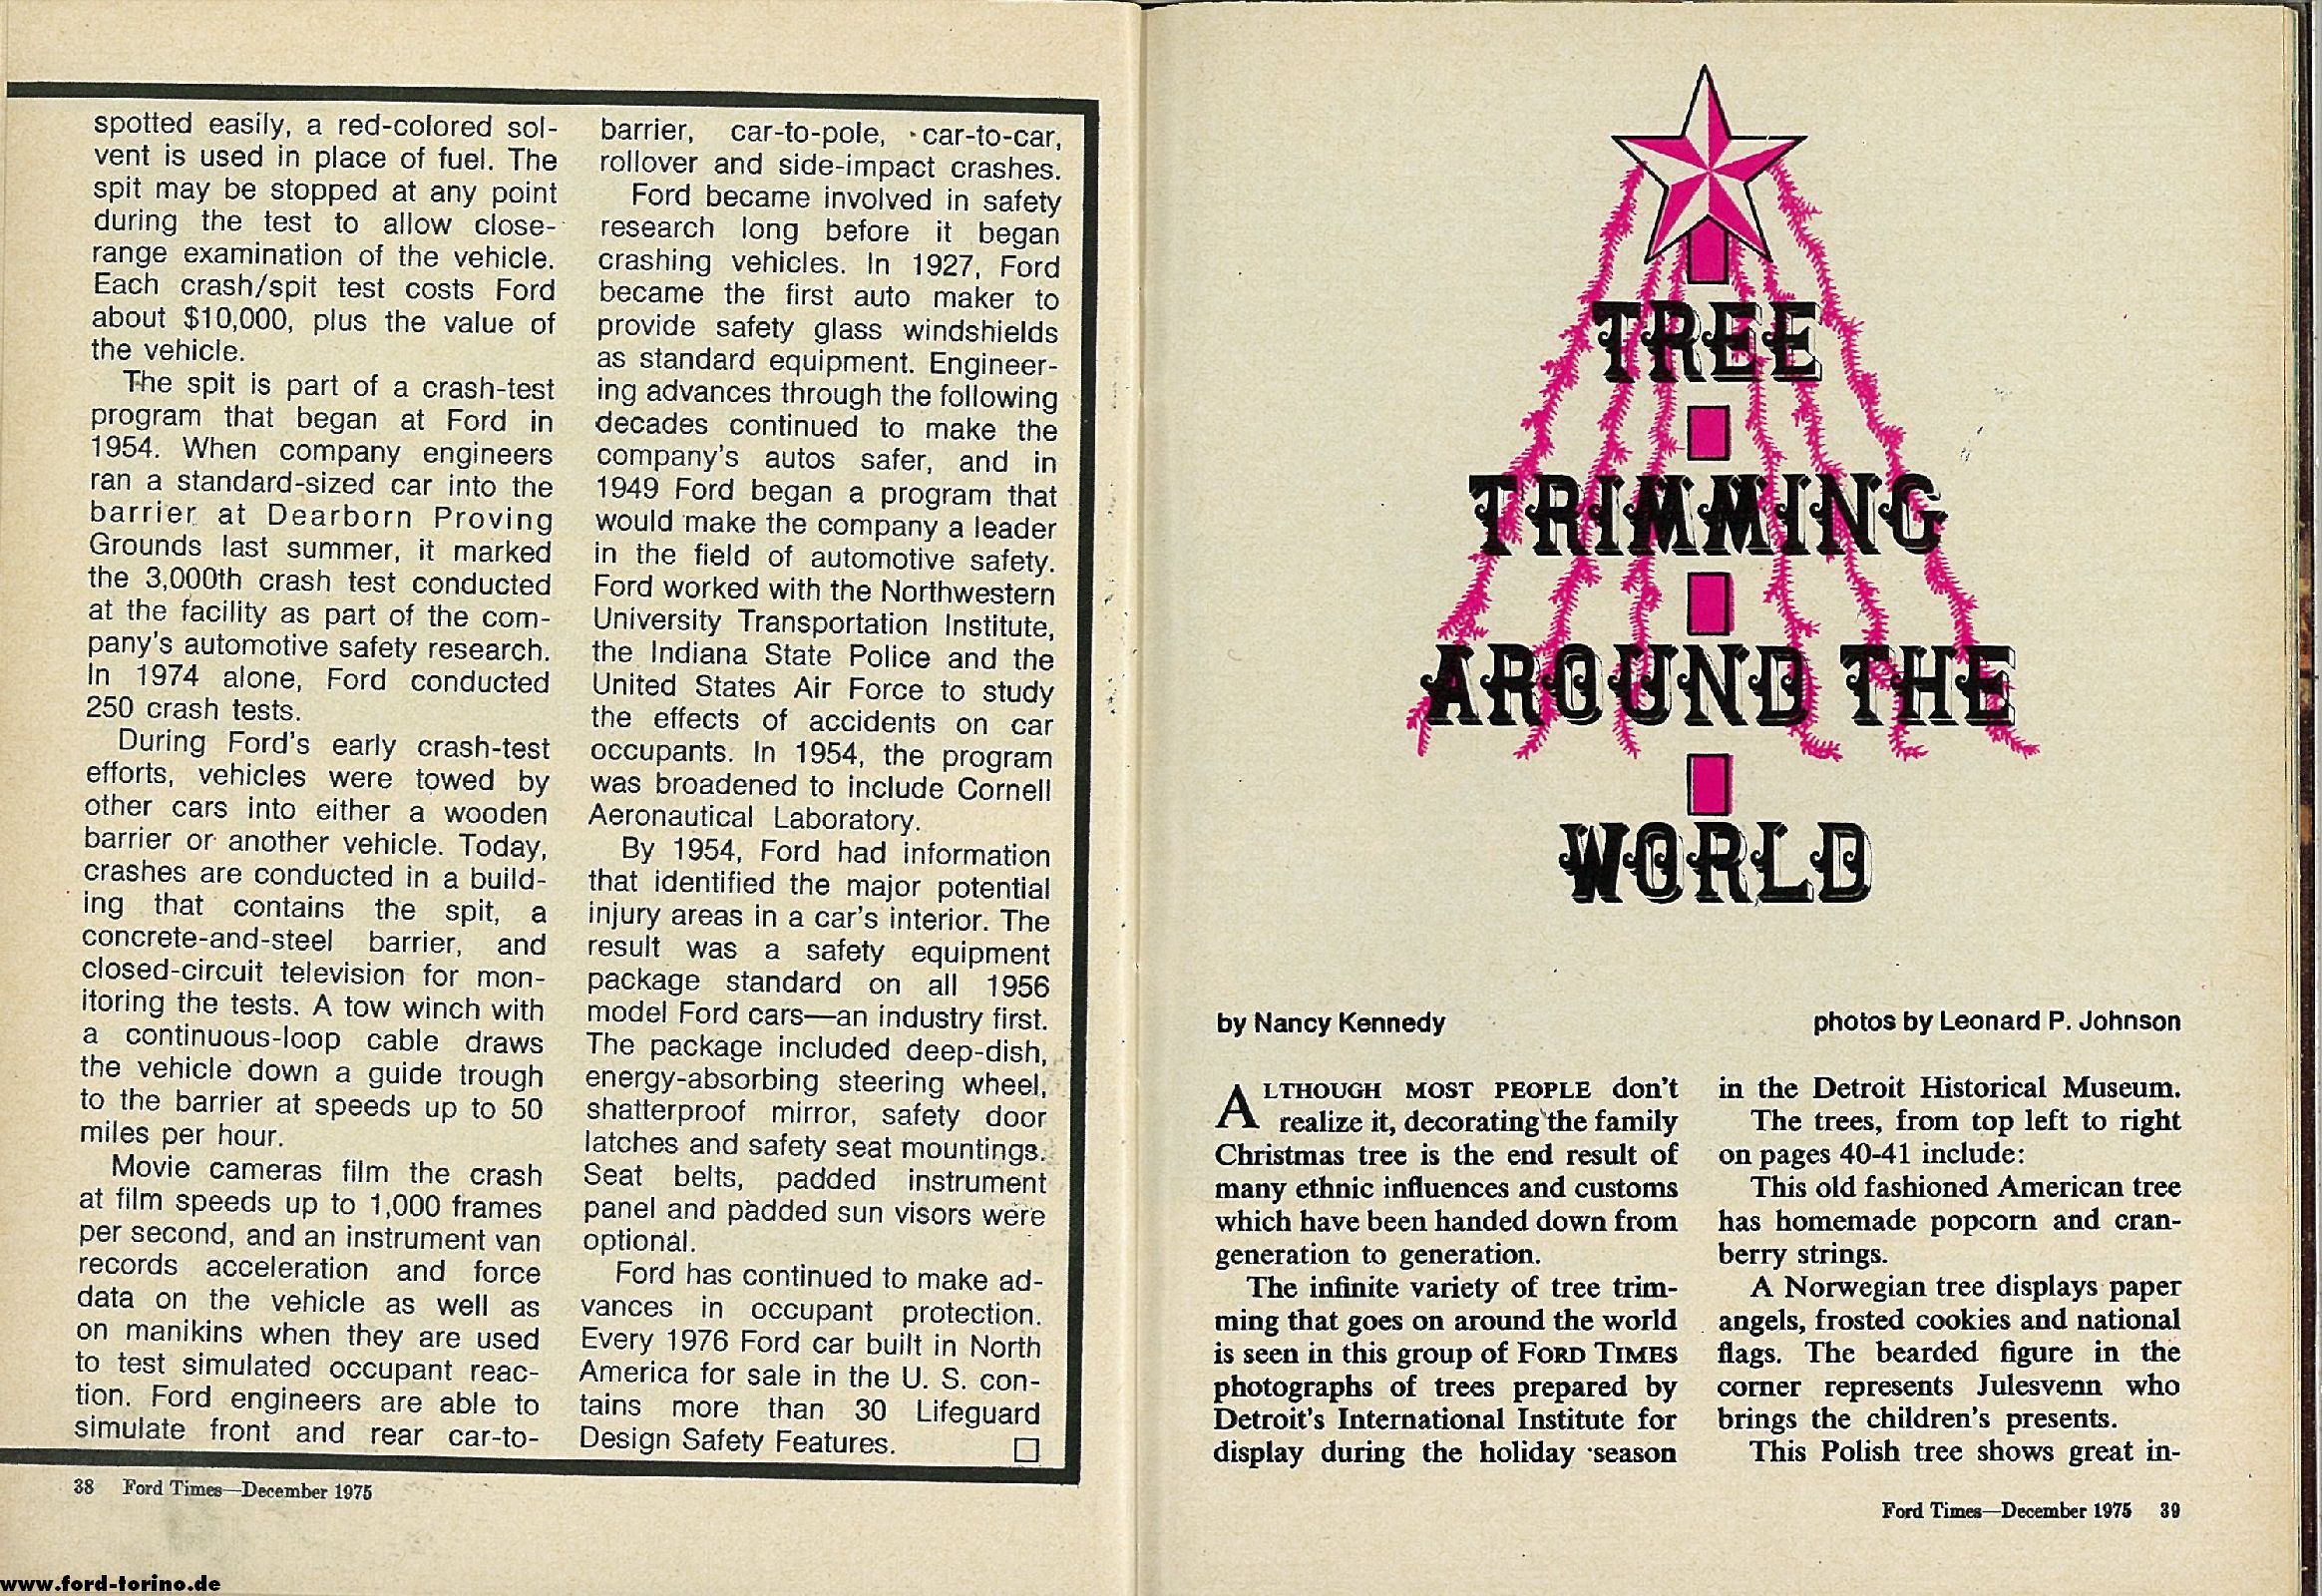 spotted easily, a red-colored sol-
vent is used in place of fuel. The
spit may be stopped at any point
during the test to allow close-
range examination of the vehicle.
Each crash/spit test costs Ford
about $10,000, plus the value of
the vehicle.
The spit is part of a crash-test
program that began at Ford in
1954. When company engineers
ran a standard-sized car into the
barrier at Dearborn Proving
Grounds last summer, it marked
the 3,000th crash test conducted
at the facility as part of the com-
pany's automotive safety research.
In 1974 alone, Ford conducted
250 crash tests.
During Ford's early crash-test
efforts, vehicles were towed by
other cars into either a wooden
barrier or another vehicle. Today,
crashes are conducted in a build-
ing that contains the spit, a
concrete-and-steel barrier, and
closed-circuit television for mon-
itoring the tests. A tow winch with
a continuous-loop cable draws
the vehicle down a guide trough
to the barrier at speeds up to 50
miles per hour.
Movie cameras film the crash
at film speeds up to 1,000 frames
per second, and an instrument van
records acceleration and force
data on the vehicle as well as
on manikins when they are used
to test simulated occupant reac-
tion. Ford engineers are able to
simulate front and rear car-to-
barrier, car-to-pole, car-to-car,
rollover and side-impact crashes.
Ford became involved in safety
research long before it began
crashing vehicles. In 1927, Ford
became the first auto maker to
provide safety glass windshields
as standard equipment. Engineer-
ing advances through the following
decades continued to make the
company's autos safer, and in
1949 Ford began a program that
would make the company a leader
in the field of automotive safety.
Ford worked with the Northwestern
University Transportation Institute,
the Indiana State Police and the
United States Air Force to study
the effects of accidents on car
occupants. In 1954, the program
was broadened to include Cornell
Aeronautical Laboratory.
By 1954, Ford had information
that identified the major potential
injury areas in a car's interior. The
result was a safety equipment
package standard on all 1956
model Ford cars—an industry first.
The package included deep-dish,
energy-absorbing steering wheel,
shatterproof mirror, safety door
latches and safety seat mountings.
Seat belts, padded instrument
panel and padded sun visors were
optional.
Ford has continued to make ad-
vances in occupant protection.
Every 1976 Ford car built in North
America for sale in the U. S. con-
tains more than 30 Lifeguard
Design Safety Features.
38 Ford Times—December 1975
TREE
TRIMMING
AROUND THE
WORLD
by Nancy Kennedy
photos by Leonard P. Johnson
ALTHOUGH MOST PEOPLE don't
realize it, decorating the family
Christmas tree is the end result of
many ethnic influences and customs
which have been handed down from
generation to generation.
The infinite variety of tree trim-
ming that goes on around the world
is seen in this group of FORD TIMES
photographs of trees prepared by
Detroit's International Institute for
display during the holiday season
in the Detroit Historical Museum.
The trees, from top left to right
on pages 40-41 include:
This old fashioned American tree
has homemade popcorn and cran-
berry strings.
A Norwegian tree displays paper
angels, frosted cookies and national
flags. The bearded figure in the
corner represents Julesvenn who
brings the children's presents.
This Polish tree shows great in-
Ford Times—December 1975 39
www.ford-torino.de